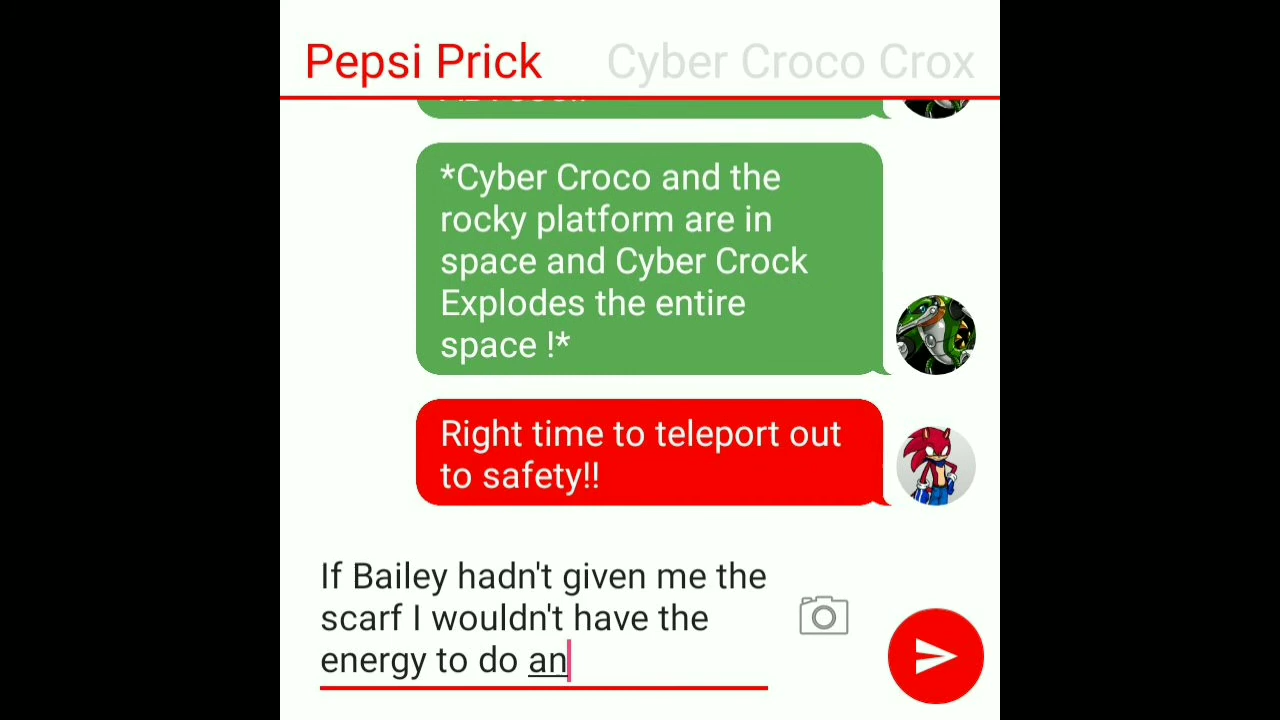 Pepsi Prick Cyber Croco Crox
*Cyber Croco and the
rocky platform are in
space and Cyber Crock
Explodes the entire
space !*
Right time to teleport out
to safety!!
If Bailey hadn't given me the
scarf I wouldn't have the
energy to do an